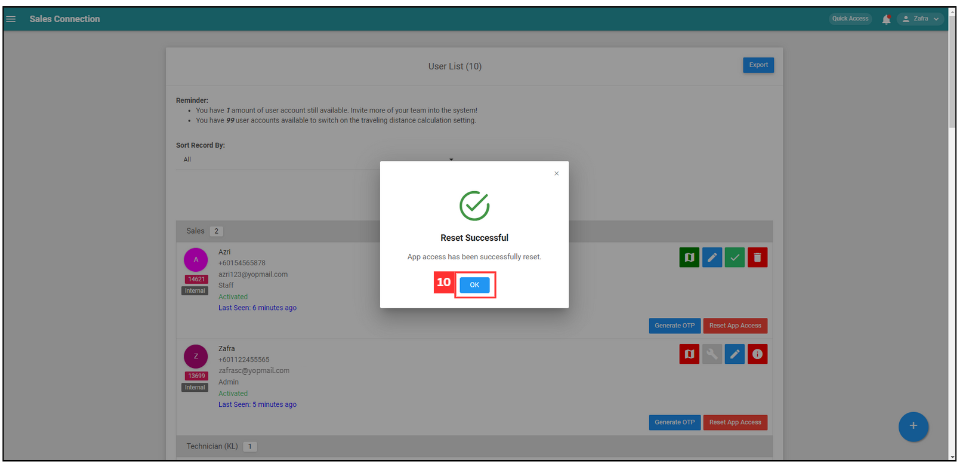 Sales Connection
Quick Access
Zafra
User List (10)
Export
Reminder:
You have 1 amount of user account still available. Invite more of your team into the system!
You have 99 user accounts available to switch on the traveling distance calculation setting.
Sort Record By:
All
×
Reset Successful
App access has been successfully reset.
10
OK
Sales 2
A
14671
Internal
Azri
+60154565878
azri123@yopmail.com
Staff
Activated
Last Seen: 6 minutes ago
Generate OTP
Reset App Access
Z
13699
Internal
Zafra
+601122455565
zafrasc@yopmail.com
Admin
Activated
Last Seen: 5 minutes ago
Generate OTP
Reset App Access
Technician (KL) 1
+